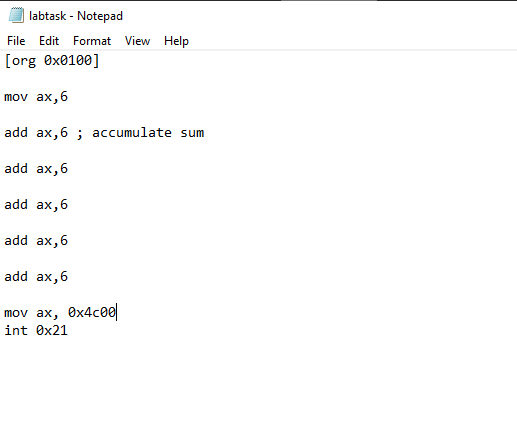 labtask - Notepad
File Edit Format View Help
[org 0x0100]
mov ax,6
add ax,6 ; accumulate sum
add ax,6
add ax,6
add ax,6
add ax,6
mov ax, 0x4c00
int 0x21